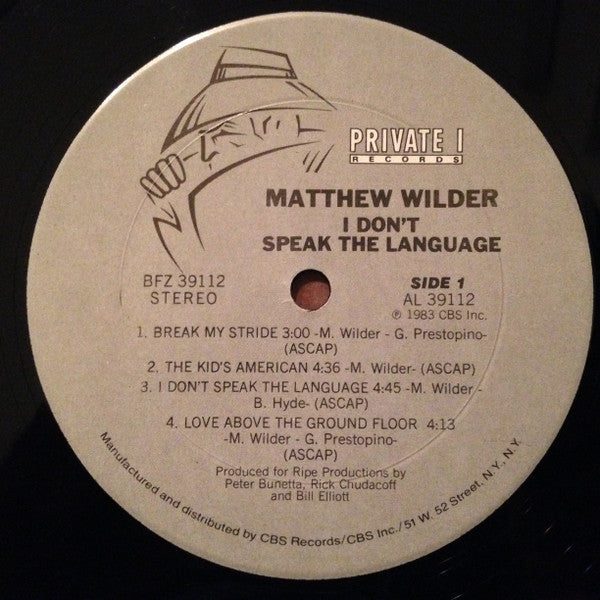 PRIVATE I
RECORDS
MATTHEW WILDER
I DON'T
SPEAK THE LANGUAGE
BFZ 39112
STEREO
SIDE 1
AL 39112
℗ 1983 CBS Inc.
1. BREAK MY STRIDE 3:00 -M. Wilder - G. Prestopino-
(ASCAP)
2. THE KID'S AMERICAN 4:36 -M. Wilder- (ASCAP)
3. I DON'T SPEAK THE LANGUAGE 4:45 -M. Wilder -
B. Hyde- (ASCAP)
4. LOVE ABOVE THE GROUND FLOOR 4:13
-M. Wilder - G. Prestopino-
(ASCAP)
Produced for Ripe Productions by
Peter Bunetta, Rick Chudacoff
and Bill Elliott
Manufactured and distributed by CBS Records/CBS Inc./51 W. 52 Street, N.Y., N.Y.